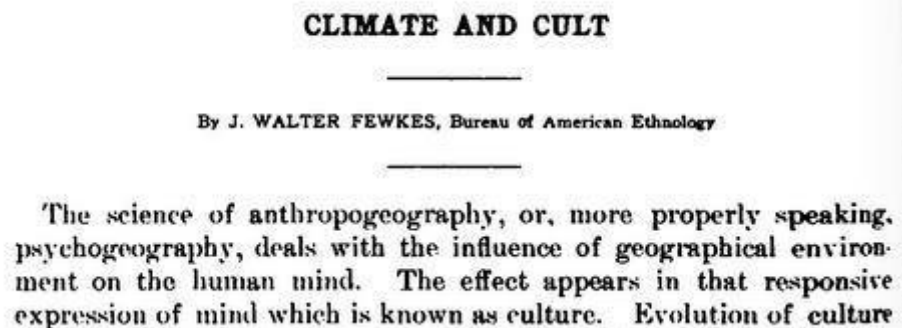 CLIMATE AND CULT
By J. WALTER FEWKES, Bureau of American Ethnology
The science of anthropogeography, or, more properly speaking,
psychogeography, deals with the influence of geographical environ-
ment on the human mind. The effect appears in that responsive
expression of mind which is known as culture. Evolution of culture